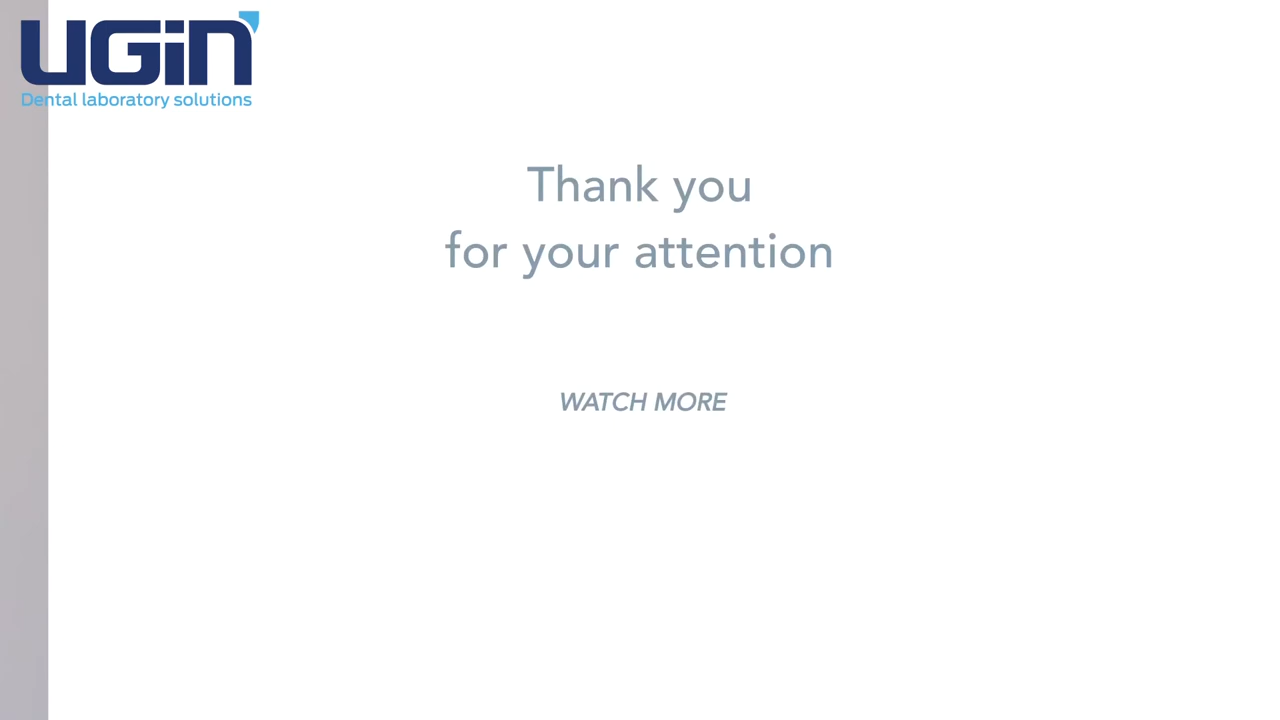 UGiN
Dental laboratory solutions
Thank you
for your attention
WATCH MORE